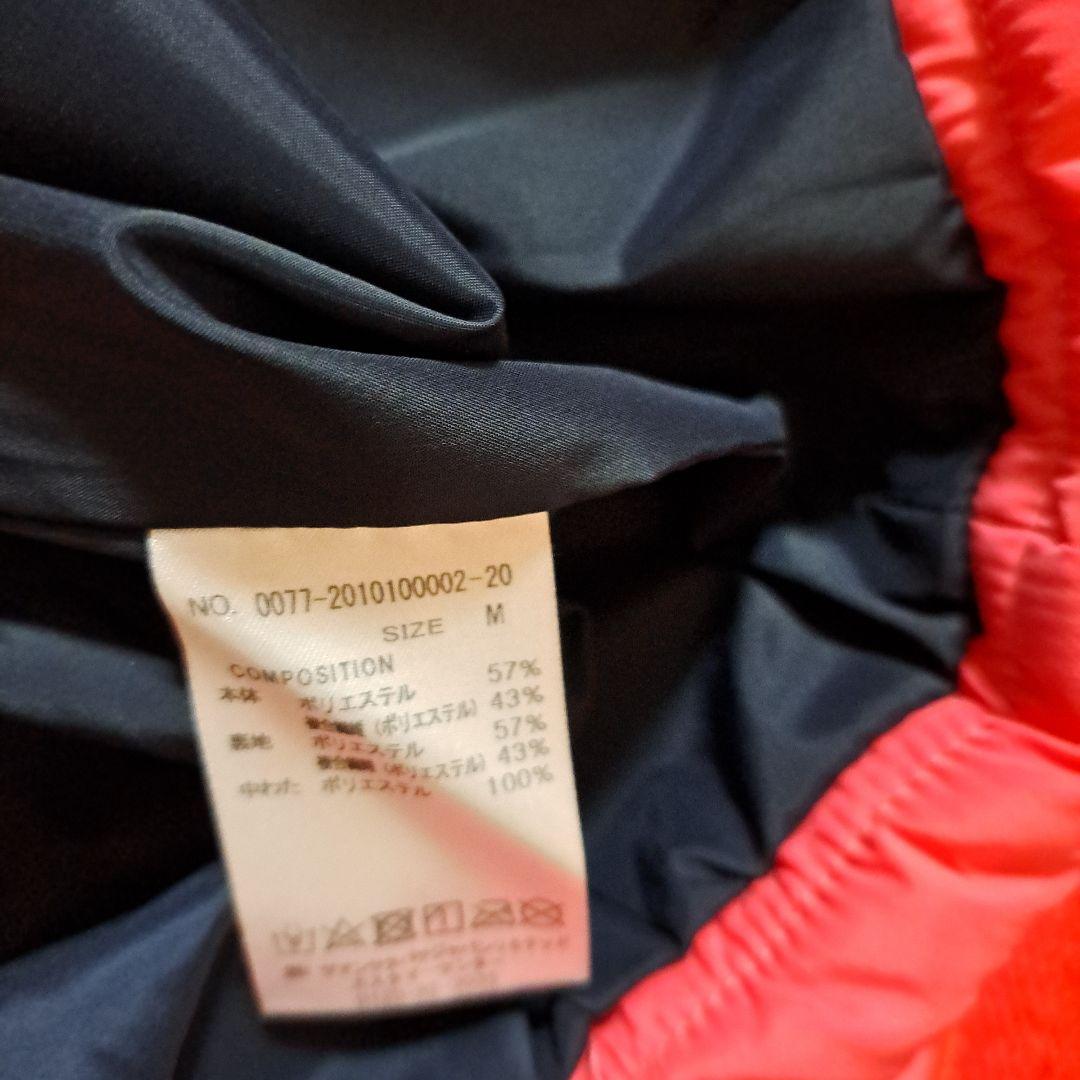 NO. 0077-2010100002-20
SIZE M
COMPOSITION
本体 ポリエステル 57%
複合繊維(ポリエステル) 43%
裏地 ポリエステル 57%
複合繊維(ポリエステル) 43%
中わた ポリエステル 100%